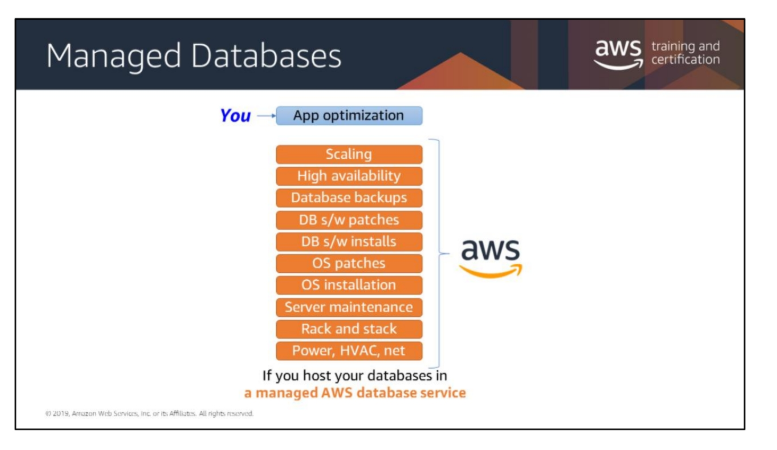 Managed Databases
aws training and
certification
You
App optimization
Scaling
High availability
Database backups
DB s/w patches
DB s/w installs
OS patches
OS installation
Server maintenance
Rack and stack
Power, HVAC, net
aws
If you host your databases in
a managed AWS database service
© 2019, Amazon Web Services, Inc. or its Affiliates. All rights reserved.